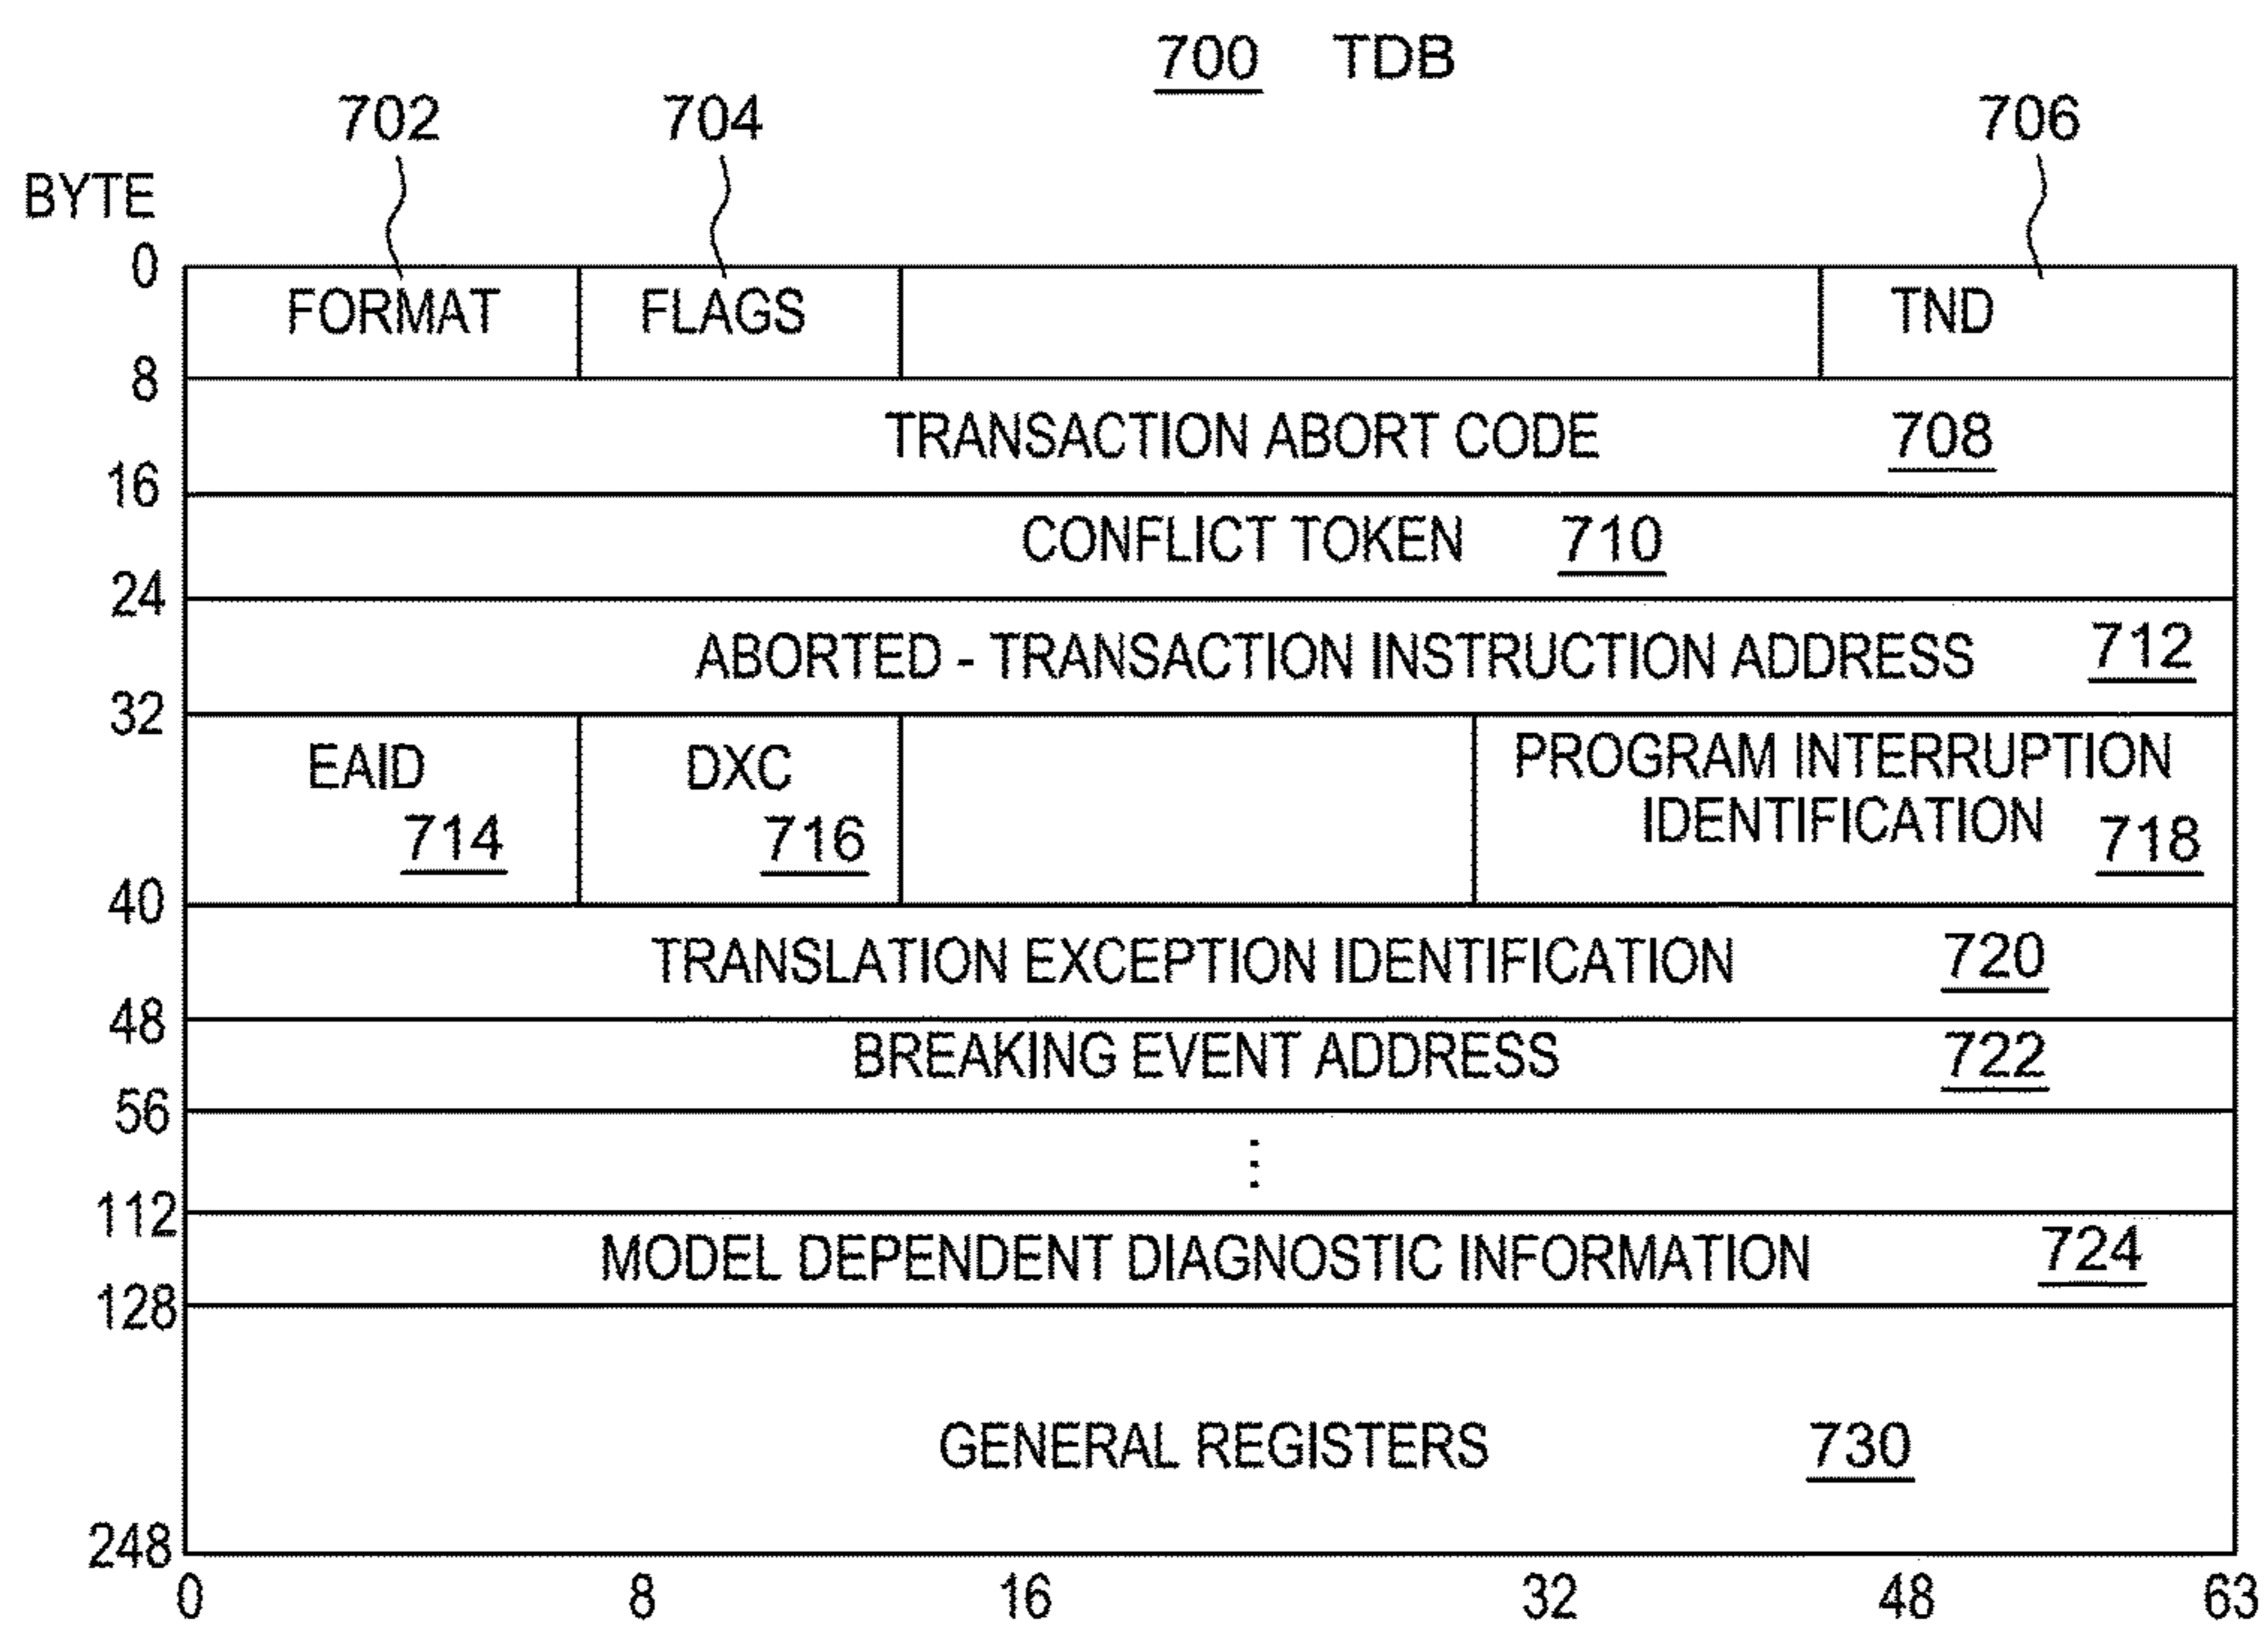 700 TDB
702 704 706
BYTE
0
FORMAT FLAGS TND
8
TRANSACTION ABORT CODE 708
16
CONFLICT TOKEN 710
24
ABORTED - TRANSACTION INSTRUCTION ADDRESS 712
32
EAID DXC PROGRAM INTERRUPTION
IDENTIFICATION
714 716 718
40
TRANSLATION EXCEPTION IDENTIFICATION 720
48
BREAKING EVENT ADDRESS 722
56
⋮
112
MODEL DEPENDENT DIAGNOSTIC INFORMATION 724
128
GENERAL REGISTERS 730
248
0 8 16 32 48 63